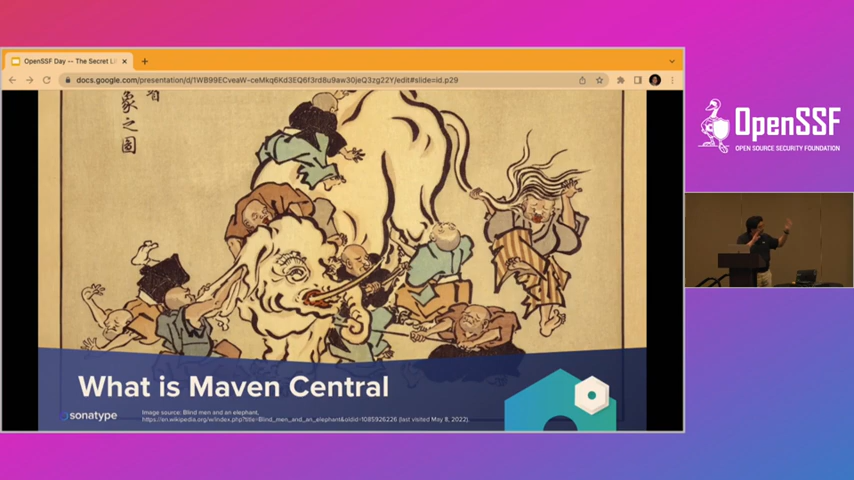 OpenSSF Day -- The Secret Li
docs.google.com/presentation/d/1WB99ECveaW-ceMkq6Kd3EQ6f3rd8u9aw30jeQ3zg22Y/edit#slide=id.p29
象之圖
What is Maven Central
sonatype
Image source: Blind men and an elephant,
https://en.wikipedia.org/w/index.php?title=Blind_men_and_an_elephant&oldid=1085926226 (last visited May 8, 2022).
OpenSSF
OPEN SOURCE SECURITY FOUNDATION